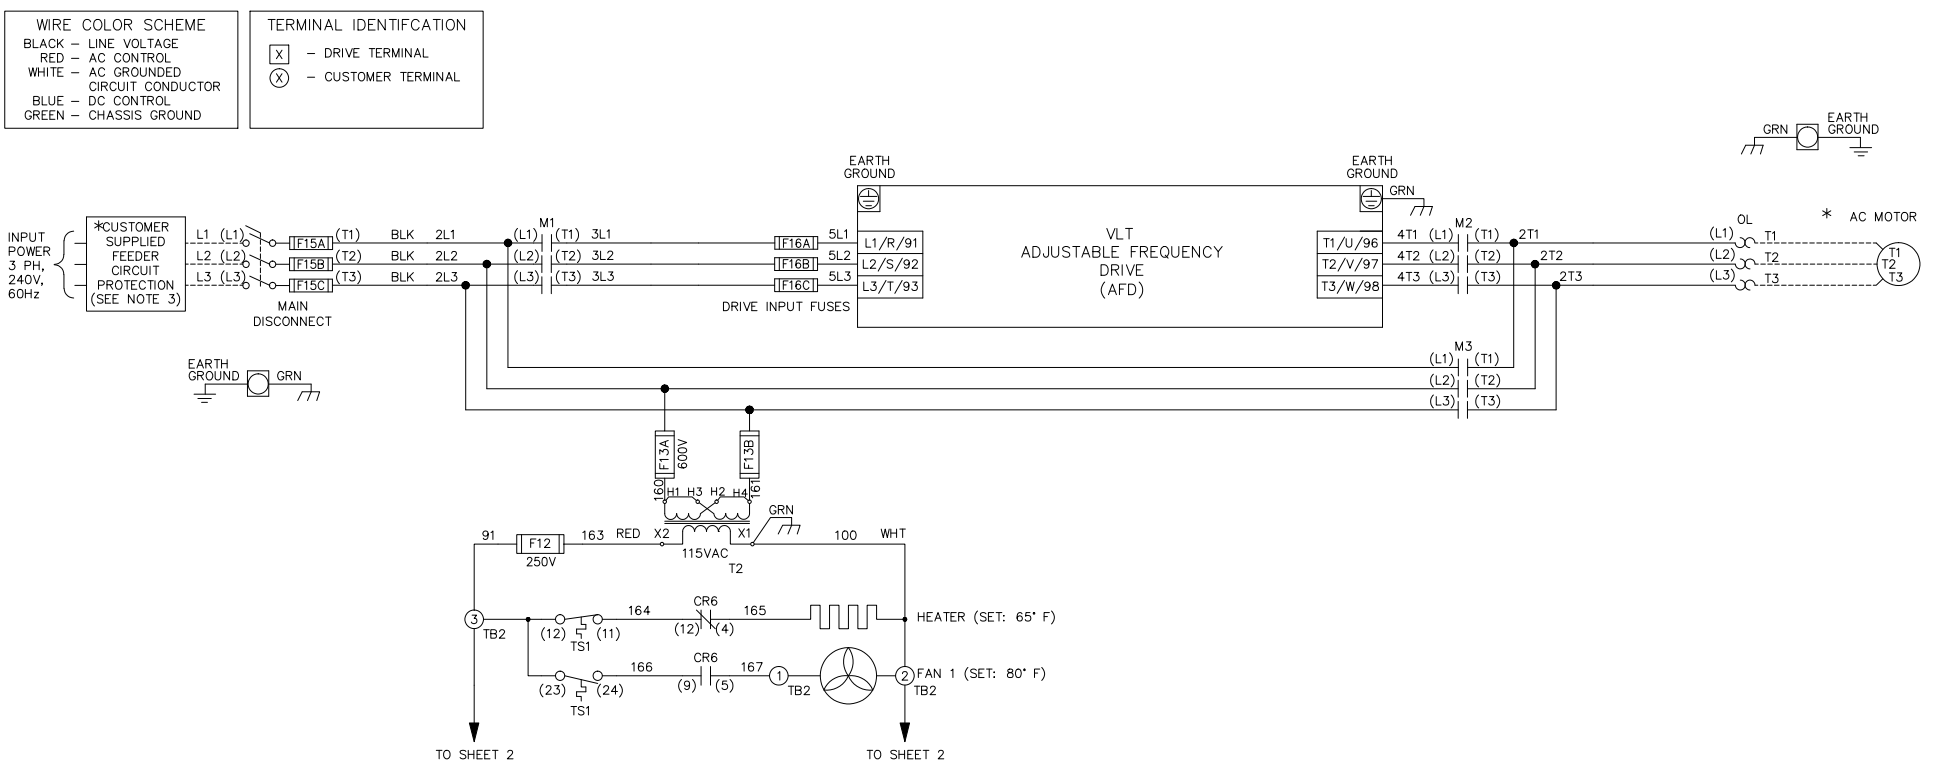 WIRE COLOR SCHEME
BLACK – LINE VOLTAGE
RED – AC CONTROL
WHITE – AC GROUNDED
CIRCUIT CONDUCTOR
BLUE – DC CONTROL
GREEN – CHASSIS GROUND
TERMINAL IDENTIFCATION
X – DRIVE TERMINAL
X – CUSTOMER TERMINAL
GRN
EARTH
GROUND
EARTH
GROUND
EARTH
GROUND
GRN
INPUT
POWER
3 PH,
240V,
60Hz
*CUSTOMER
SUPPLIED
FEEDER
CIRCUIT
PROTECTION
(SEE NOTE 3)
L1 (L1) F15A (T1) BLK 2L1 (L1) M1 (T1) 3L1 F16A 5L1 L1/R/91
L2 (L2) F15B (T2) BLK 2L2 (L2) (T2) 3L2 F16B 5L2 L2/S/92
L3 (L3) F15C (T3) BLK 2L3 (L3) (T3) 3L3 F16C 5L3 L3/T/93
MAIN
DISCONNECT
DRIVE INPUT FUSES
VLT
ADJUSTABLE FREQUENCY
DRIVE
(AFD)
T1/U/96 4T1 (L1) M2 (T1) 2T1 (L1) OL T1
T2/V/97 4T2 (L2) (T2) 2T2 (L2) T2
T3/W/98 4T3 (L3) (T3) 2T3 (L3) T3
* AC MOTOR
T1
T2
T3
EARTH
GROUND
GRN
M3
(L1) (T1)
(L2) (T2)
(L3) (T3)
F13A
600V
F13B
160
161
H1 H3 H2 H4
GRN
91 F12 163 RED X2 X1 100 WHT
250V
115VAC
T2
3
TB2
(12) (11)
TS1
164
CR6
(12) (4)
165
HEATER (SET: 65° F)
(23) (24)
TS1
166
CR6
(9) (5)
167
1
TB2
2
TB2
FAN 1 (SET: 80° F)
TO SHEET 2
TO SHEET 2